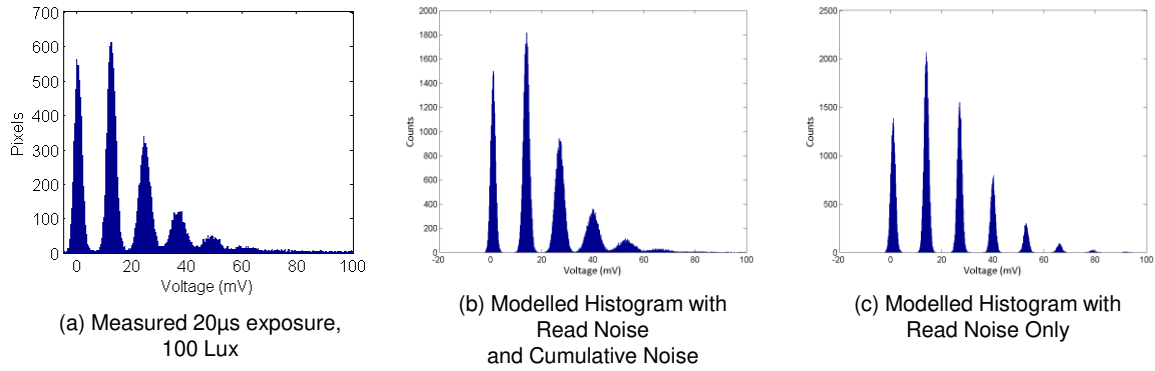 700
600
500
400
300
200
100
0
Pixels
0 20 40 60 80 100
Voltage (mV)
(a) Measured 20µs exposure,
100 Lux
2000
1800
1600
1400
1200
1000
800
600
400
200
0
Counts
-20 0 20 40 60 80 100
Voltage (mV)
(b) Modelled Histogram with
Read Noise
and Cumulative Noise
2500
2000
1500
1000
500
0
Counts
-20 0 20 40 60 80 100
Voltage (mV)
(c) Modelled Histogram with
Read Noise Only